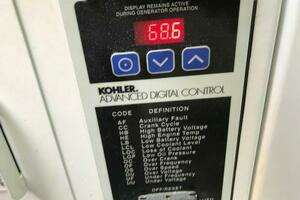 DISPLAY REMAINS ACTIVE
DURING GENERATOR OPERATION
68.6
KOHLER
ADVANCED DIGITAL CONTROL
CODE DEFINITION
AF Auxiliary Fault
CC Crank Cycle
HB High Battery Voltage
HE High Engine Temp
LB Low Battery Voltage
LCL Low Coolant Level
LOC Loss of Coolant
LOP Low Oil Pressure
OC Over Crank
OF Over Frequency
OS Over Speed
OV Over Voltage
UF Under Frequency
UV Under Voltage
OFF/RESET